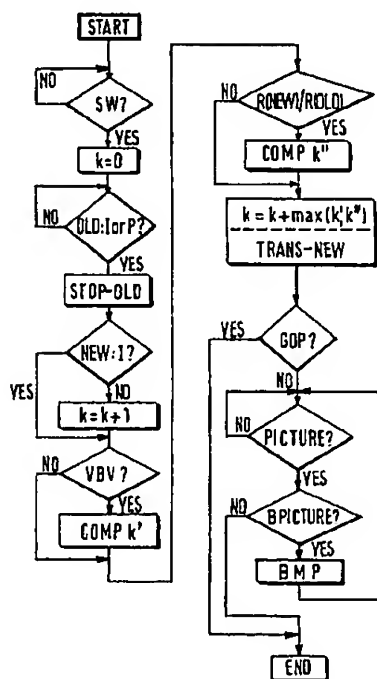 START
NO
SW?
YES
k=0
NO
OLD:I or P?
YES
STOP-OLD
NEW:I?
YES
NO
k=k+1
NO
VBV?
YES
COMP k'
NO
R(NEW)/R(OLD)
YES
COMP k"
k = k+max(k',k")
TRANS-NEW
YES
GOP?
NO
NO
PICTURE?
YES
NO
BPICTURE?
YES
BMP
END